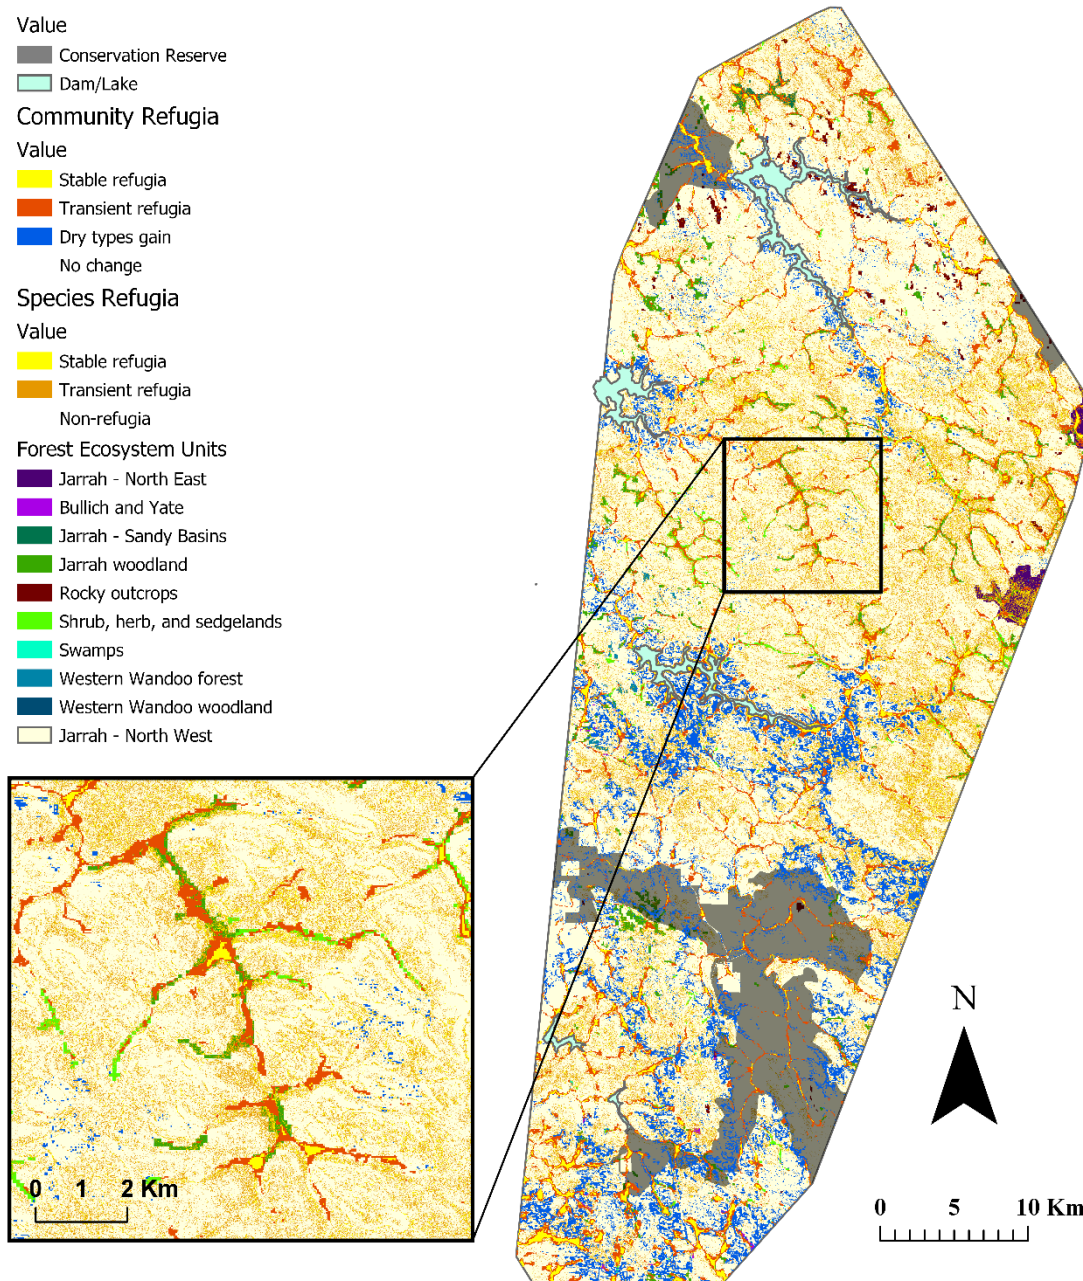 Value
Conservation Reserve
Dam/Lake
Community Refugia
Value
Stable refugia
Transient refugia
Dry types gain
No change
Species Refugia
Value
Stable refugia
Transient refugia
Non-refugia
Forest Ecosystem Units
Jarrah - North East
Bullich and Yate
Jarrah - Sandy Basins
Jarrah woodland
Rocky outcrops
Shrub, herb, and sedgelands
Swamps
Western Wandoo forest
Western Wandoo woodland
Jarrah - North West
0 1 2 Km
N
0 5 10 Km